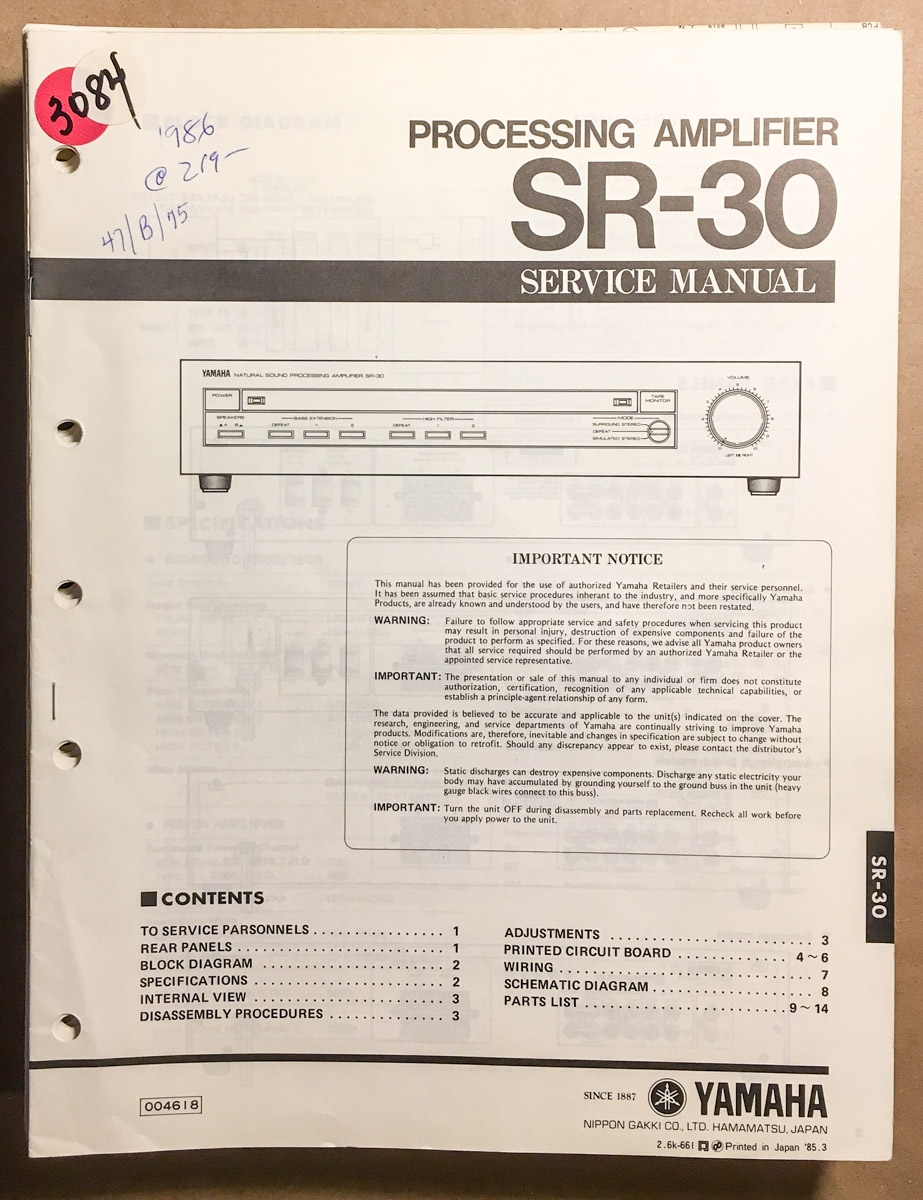 3084
1986
@ 219-
47/B/75
PROCESSING AMPLIFIER
SR-30
SERVICE MANUAL
YAMAHA NATURAL SOUND PROCESSING AMPLIFIER SR-30
POWER
TAPE MONITOR
VOLUME
SPEAKERS
BASS EXTENSION
HIGH FILTER
MODE
A B
DEFEAT 1 2
DEFEAT 1 2
SURROUND STEREO
DEFEAT
SIMULATED STEREO
LEFT RIGHT
IMPORTANT NOTICE
This manual has been provided for the use of authorized Yamaha Retailers and their service personnel.
It has been assumed that basic service procedures inherant to the industry, and more specifically Yamaha
Products, are already known and understood by the users, and have therefore not been restated.
WARNING: Failure to follow appropriate service and safety procedures when servicing this product
may result in personal injury, destruction of expensive components and failure of the
product to perform as specified. For these reasons, we advise all Yamaha product owners
that all service required should be performed by an authorized Yamaha Retailer or the
appointed service representative.
IMPORTANT: The presentation or sale of this manual to any individual or firm does not constitute
authorization, certification, recognition of any applicable technical capabilities, or
establish a principle-agent relationship of any form.
The data provided is believed to be accurate and applicable to the unit(s) indicated on the cover. The
research, engineering, and service departments of Yamaha are continually striving to improve Yamaha
products. Modifications are, therefore, inevitable and changes in specification are subject to change without
notice or obligation to retrofit. Should any discrepancy appear to exist, please contact the distributor's
Service Division.
WARNING: Static discharges can destroy expensive components. Discharge any static electricity your
body may have accumulated by grounding yourself to the ground buss in the unit (heavy
gauge black wires connect to this buss).
IMPORTANT: Turn the unit OFF during disassembly and parts replacement. Recheck all work before
you apply power to the unit.
SR-30
■ CONTENTS
TO SERVICE PARSONNELS . . . . . . . . . . . . . . . . 1
REAR PANELS . . . . . . . . . . . . . . . . . . . . . . . . . 1
BLOCK DIAGRAM . . . . . . . . . . . . . . . . . . . . . . 2
SPECIFICATIONS . . . . . . . . . . . . . . . . . . . . . . . 2
INTERNAL VIEW . . . . . . . . . . . . . . . . . . . . . . . 3
DISASSEMBLY PROCEDURES . . . . . . . . . . . . . . 3
ADJUSTMENTS . . . . . . . . . . . . . . . . . . . . . . . . 3
PRINTED CIRCUIT BOARD . . . . . . . . . . . . 4~6
WIRING . . . . . . . . . . . . . . . . . . . . . . . . . . . . . . 7
SCHEMATIC DIAGRAM . . . . . . . . . . . . . . . . . . 8
PARTS LIST . . . . . . . . . . . . . . . . . . . . . . . 9~14
004618
SINCE 1887 YAMAHA
NIPPON GAKKI CO., LTD. HAMAMATSU, JAPAN
2.6k-661 Printed in Japan '85.3